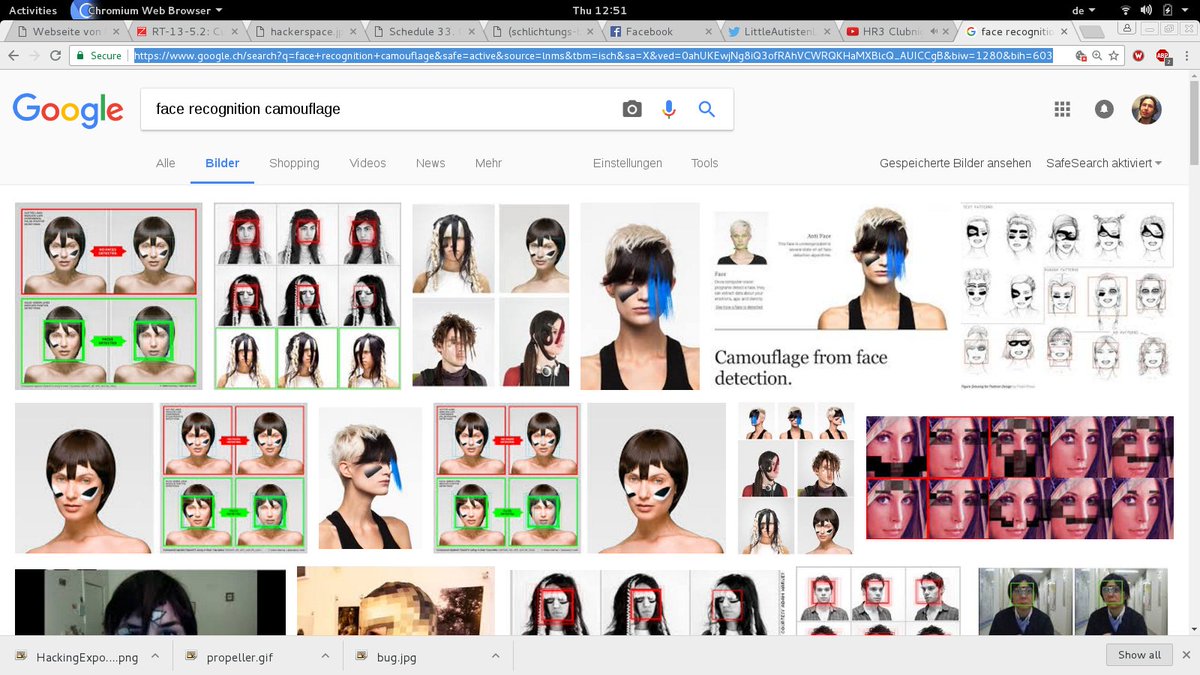 Activities Chromium Web Browser Thu 12:51 de
Webseite von RT-13-5.2: C hackerspace.jp Schedule 33. (schlichtungs- Facebook LittleAutisten HR3 Clubni face recogniti
Secure https://www.google.ch/search?q=face+recognition+camouflage&safe=active&source=lnms&tbm=isch&sa=X&ved=0ahUKEwjNg8iQ3ofRAhVCWRQKHaMXBIcQ_AUICCgB&biw=1280&bih=603
Google face recognition camouflage
Alle Bilder Shopping Videos News Mehr Einstellungen Tools Gespeicherte Bilder ansehen SafeSearch aktiviert
Anti Face
Face
Camouflage from face
detection.
HackingExpo....png propeller.gif bug.jpg Show all